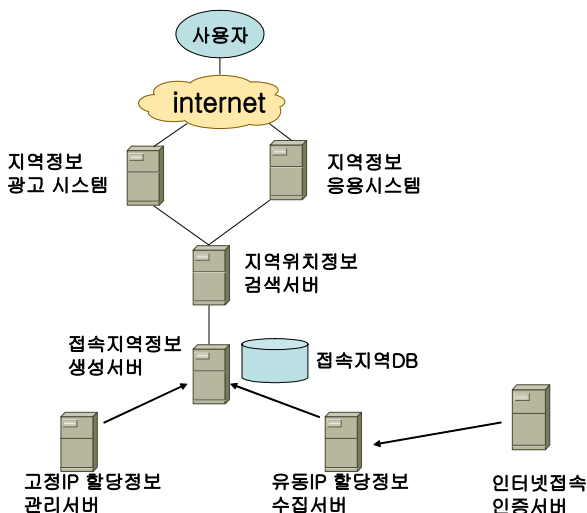 사용자
internet
지역정보
광고 시스템
지역정보
응용시스템
지역위치정보
검색서버
접속지역정보
생성서버
접속지역DB
고정IP 할당정보
관리서버
유동IP 할당정보
수집서버
인터넷접속
인증서버